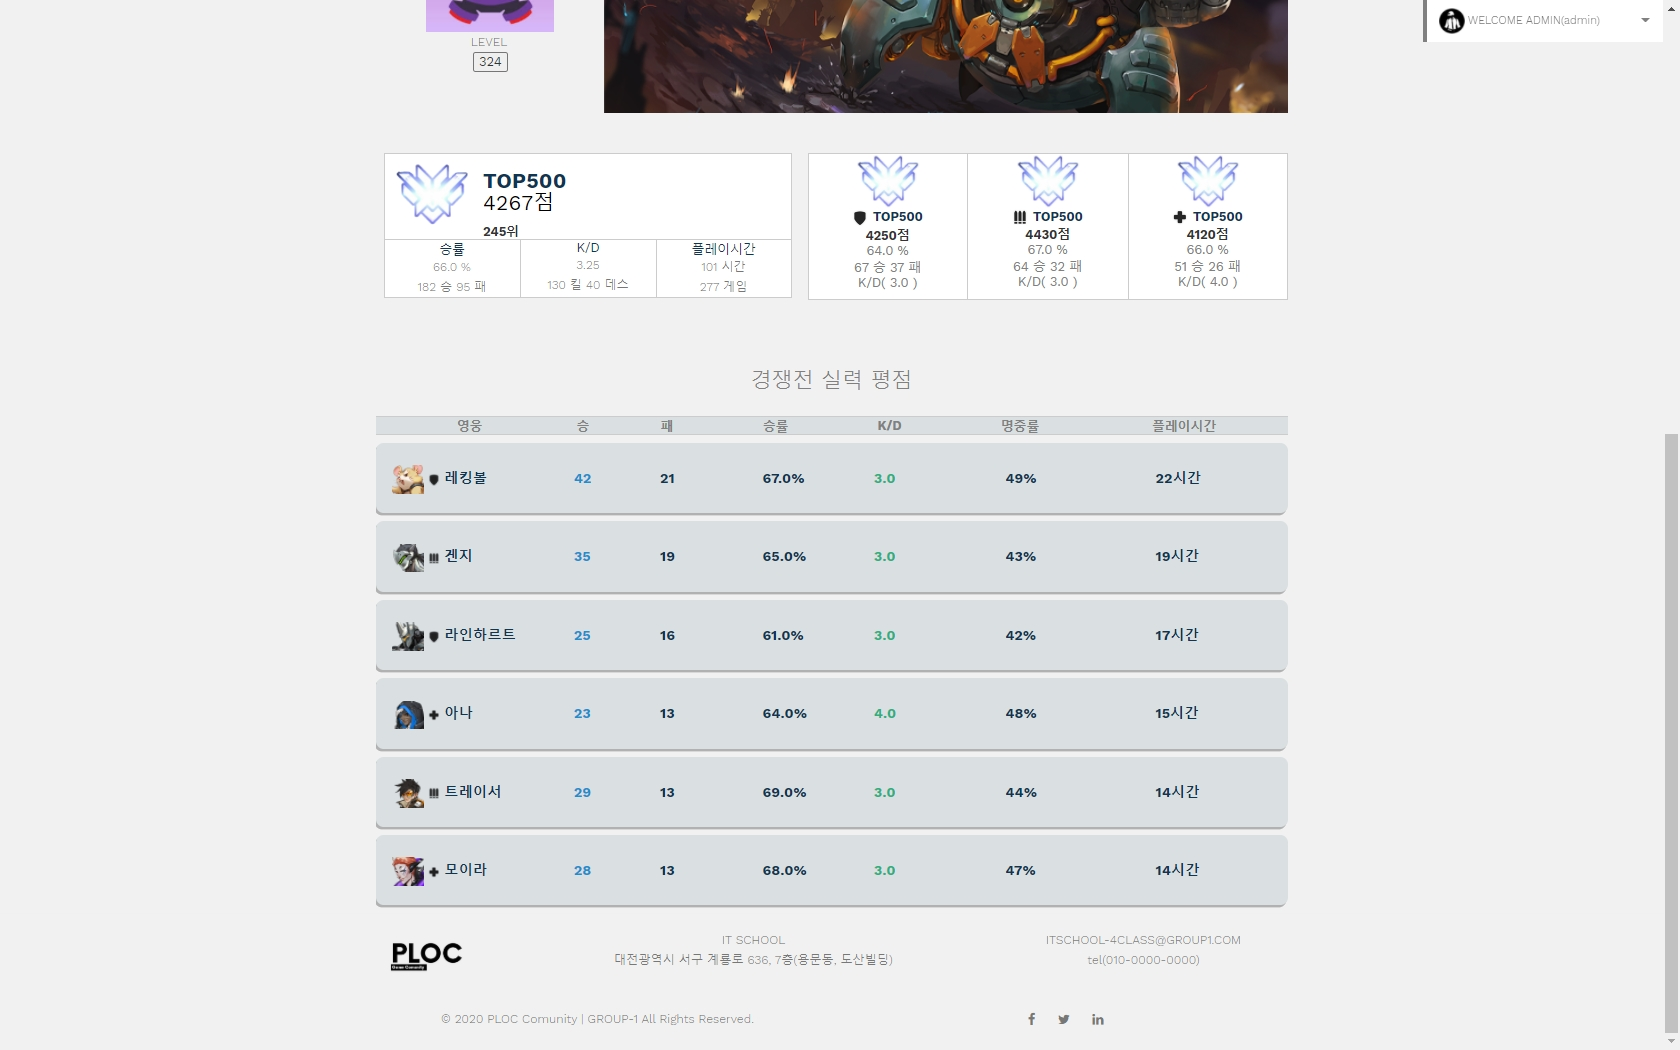 WELCOME ADMIN(admin)
LEVEL
324
TOP500
4267점
245위
승률
66.0 %
182 승 95 패
K/D
3.25
130 킬 40 데스
플레이시간
101 시간
277 게임
TOP500
4250점
64.0 %
67 승 37 패
K/D( 3.0 )
TOP500
4430점
67.0 %
64 승 32 패
K/D( 3.0 )
TOP500
4120점
66.0 %
51 승 26 패
K/D( 4.0 )
경쟁전 실력 평점
영웅 승 패 승률 K/D 명중률 플레이시간
레킹볼 42 21 67.0% 3.0 49% 22시간
겐지 35 19 65.0% 3.0 43% 19시간
라인하르트 25 16 61.0% 3.0 42% 17시간
아나 23 13 64.0% 4.0 48% 15시간
트레이서 29 13 69.0% 3.0 44% 14시간
모이라 28 13 68.0% 3.0 47% 14시간
PLOC
Game Comunity
IT SCHOOL
대전광역시 서구 계룡로 636, 7층(용문동, 도산빌딩)
ITSCHOOL-4CLASS@GROUP1.COM
tel(010-0000-0000)
© 2020 PLOC Comunity | GROUP-1 All Rights Reserved.